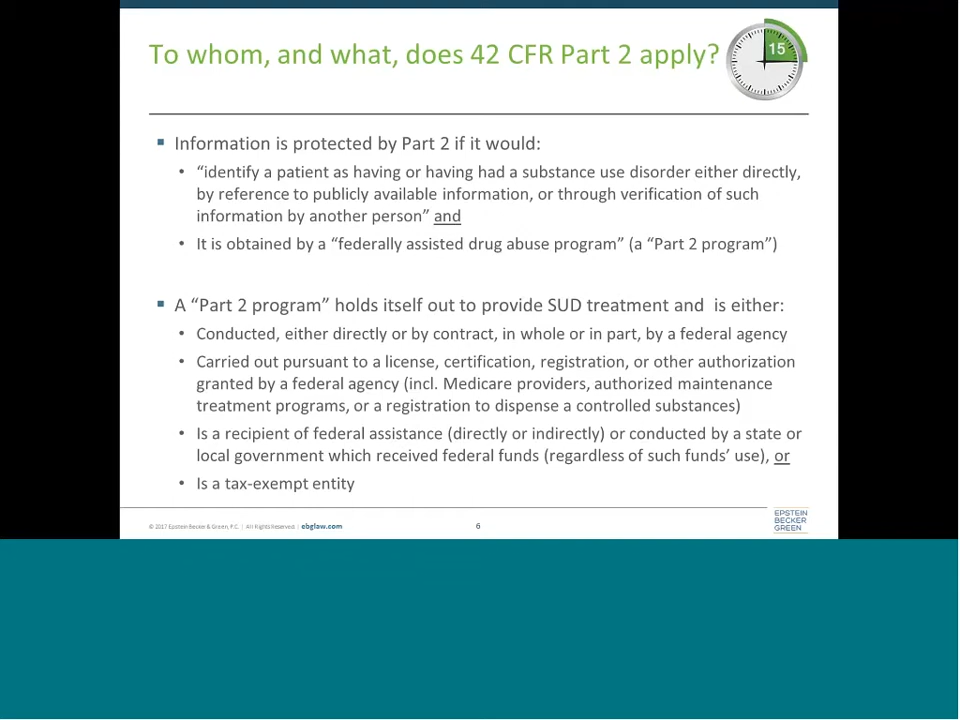 To whom, and what, does 42 CFR Part 2 apply?
15
▪ Information is protected by Part 2 if it would:
• “identify a patient as having or having had a substance use disorder either directly,
by reference to publicly available information, or through verification of such
information by another person” and
• It is obtained by a “federally assisted drug abuse program” (a “Part 2 program”)
▪ A “Part 2 program” holds itself out to provide SUD treatment and  is either:
• Conducted, either directly or by contract, in whole or in part, by a federal agency
• Carried out pursuant to a license, certification, registration, or other authorization
granted by a federal agency (incl. Medicare providers, authorized maintenance
treatment programs, or a registration to dispense a controlled substances)
• Is a recipient of federal assistance (directly or indirectly) or conducted by a state or
local government which received federal funds (regardless of such funds’ use), or
• Is a tax-exempt entity
© 2017 Epstein Becker & Green, P.C. | All Rights Reserved. | ebglaw.com
6
EPSTEIN
BECKER
GREEN